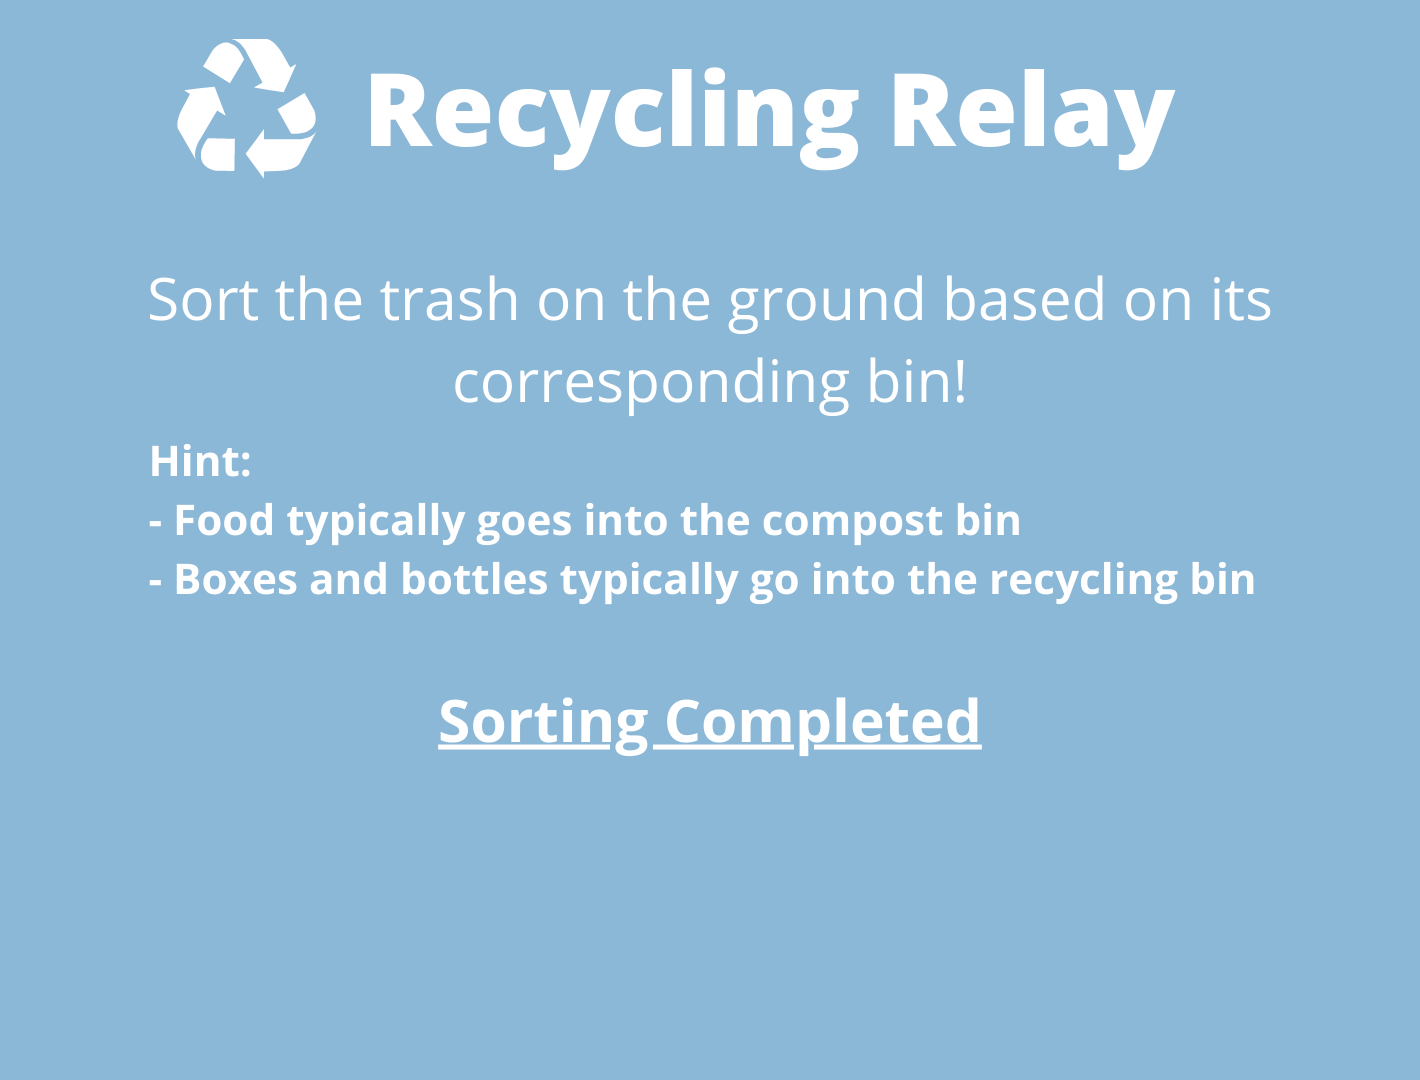 Recycling Relay
Sort the trash on the ground based on its
corresponding bin!
Hint:
- Food typically goes into the compost bin
- Boxes and bottles typically go into the recycling bin
Sorting Completed